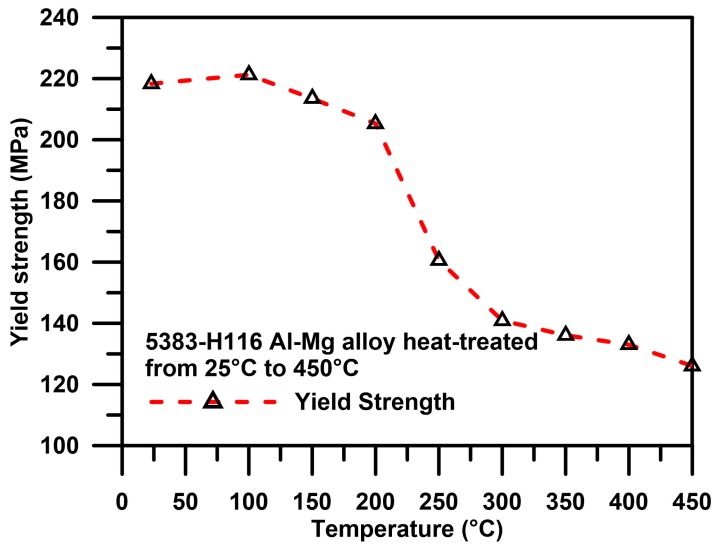 240
220
200
180
160
140
120
100
Yield strength (MPa)
5383-H116 Al-Mg alloy heat-treated
from 25°C to 450°C
Yield Strength
0 50 100 150 200 250 300 350 400 450
Temperature (°C)